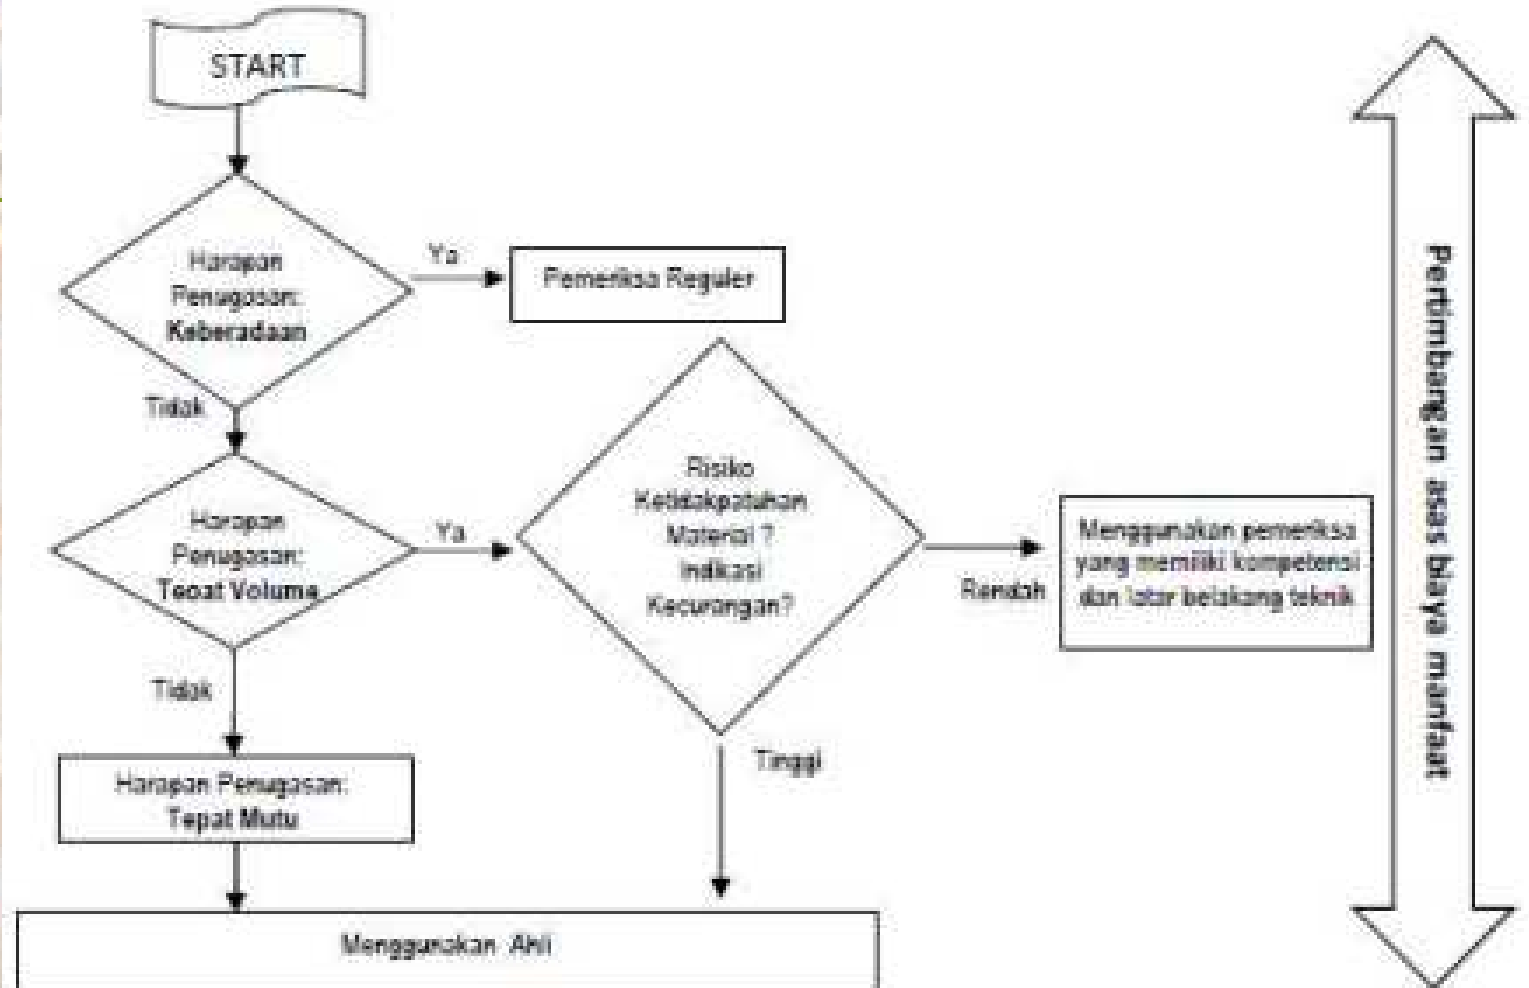 START
Harapan
Penugasan:
Keberadaan
Ya
Pemeriksa Reguler
Tidak
Harapan
Penugasan:
Tepat Volume
Ya
Risiko
Ketidakpatuhan
Material ?
Indikasi
Kecurangan?
Rendah
Menggunakan pemeriksa
yang memiliki kompetensi
dan latar belakang teknik
Tidak
Tinggi
Harapan Penugasan:
Tepat Mutu
Menggunakan Ahli
Pertimbangan asas biaya manfaat